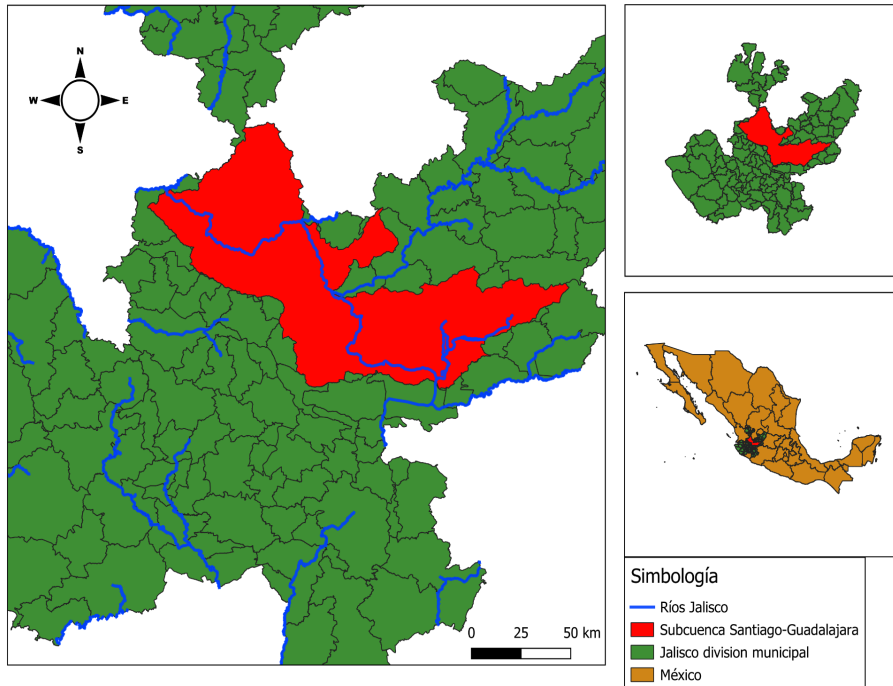 N
W E
S
0 25 50 km
Simbología
Ríos Jalisco
Subcuenca Santiago-Guadalajara
Jalisco division municipal
México